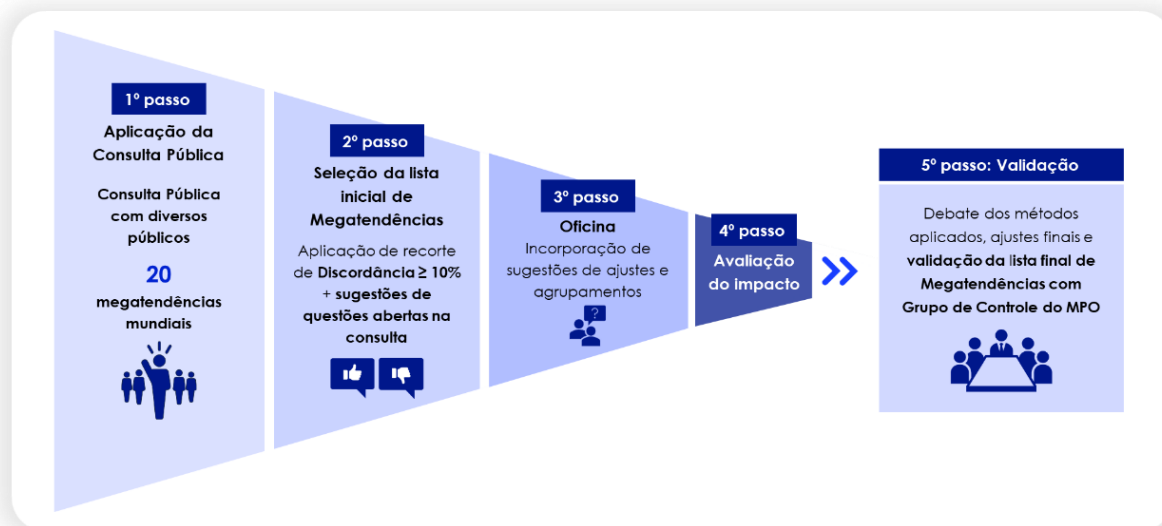 1º passo
Aplicação da
Consulta Pública
Consulta Pública
com diversos
públicos
20
megatendências
mundiais
2º passo
Seleção da lista
inicial de
Megatendências
Aplicação de recorte
de Discordância ≥ 10%
+ sugestões de
questões abertas na
consulta
3º passo
Oficina
Incorporação de
sugestões de ajustes e
agrupamentos
?
4º passo
Avaliação
do impacto
5º passo: Validação
Debate dos métodos
aplicados, ajustes finais e
validação da lista final de
Megatendências com
Grupo de Controle do MPO